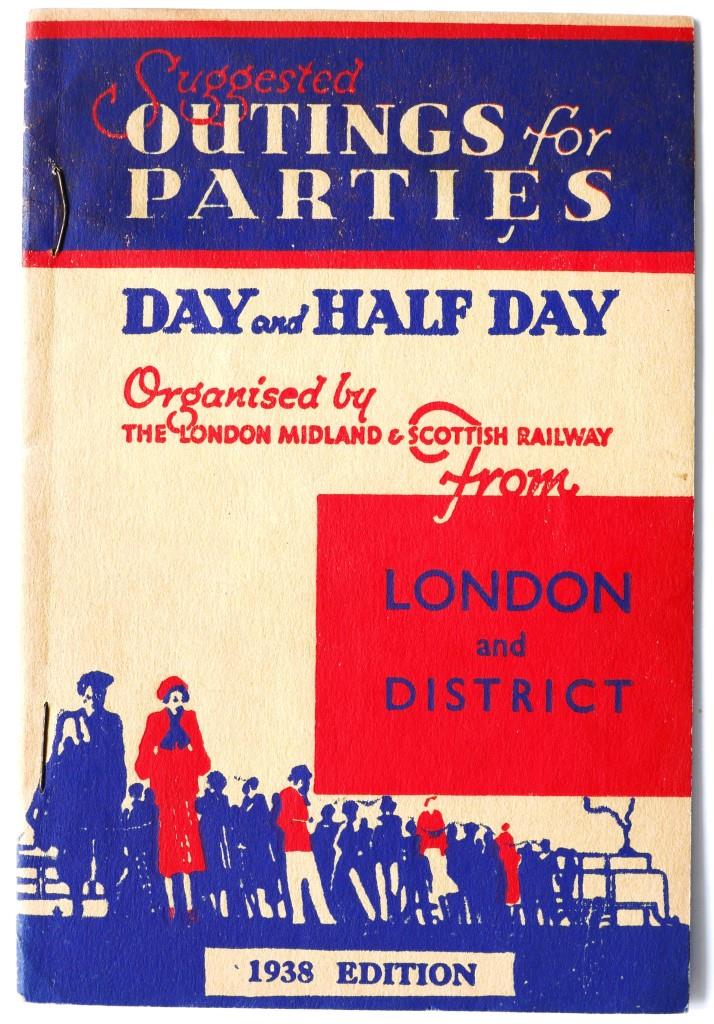 Suggested
OUTINGS for
PARTIES
DAY and HALF DAY
Organised by
THE LONDON MIDLAND & SCOTTISH RAILWAY
from
LONDON
and
DISTRICT
1938 EDITION